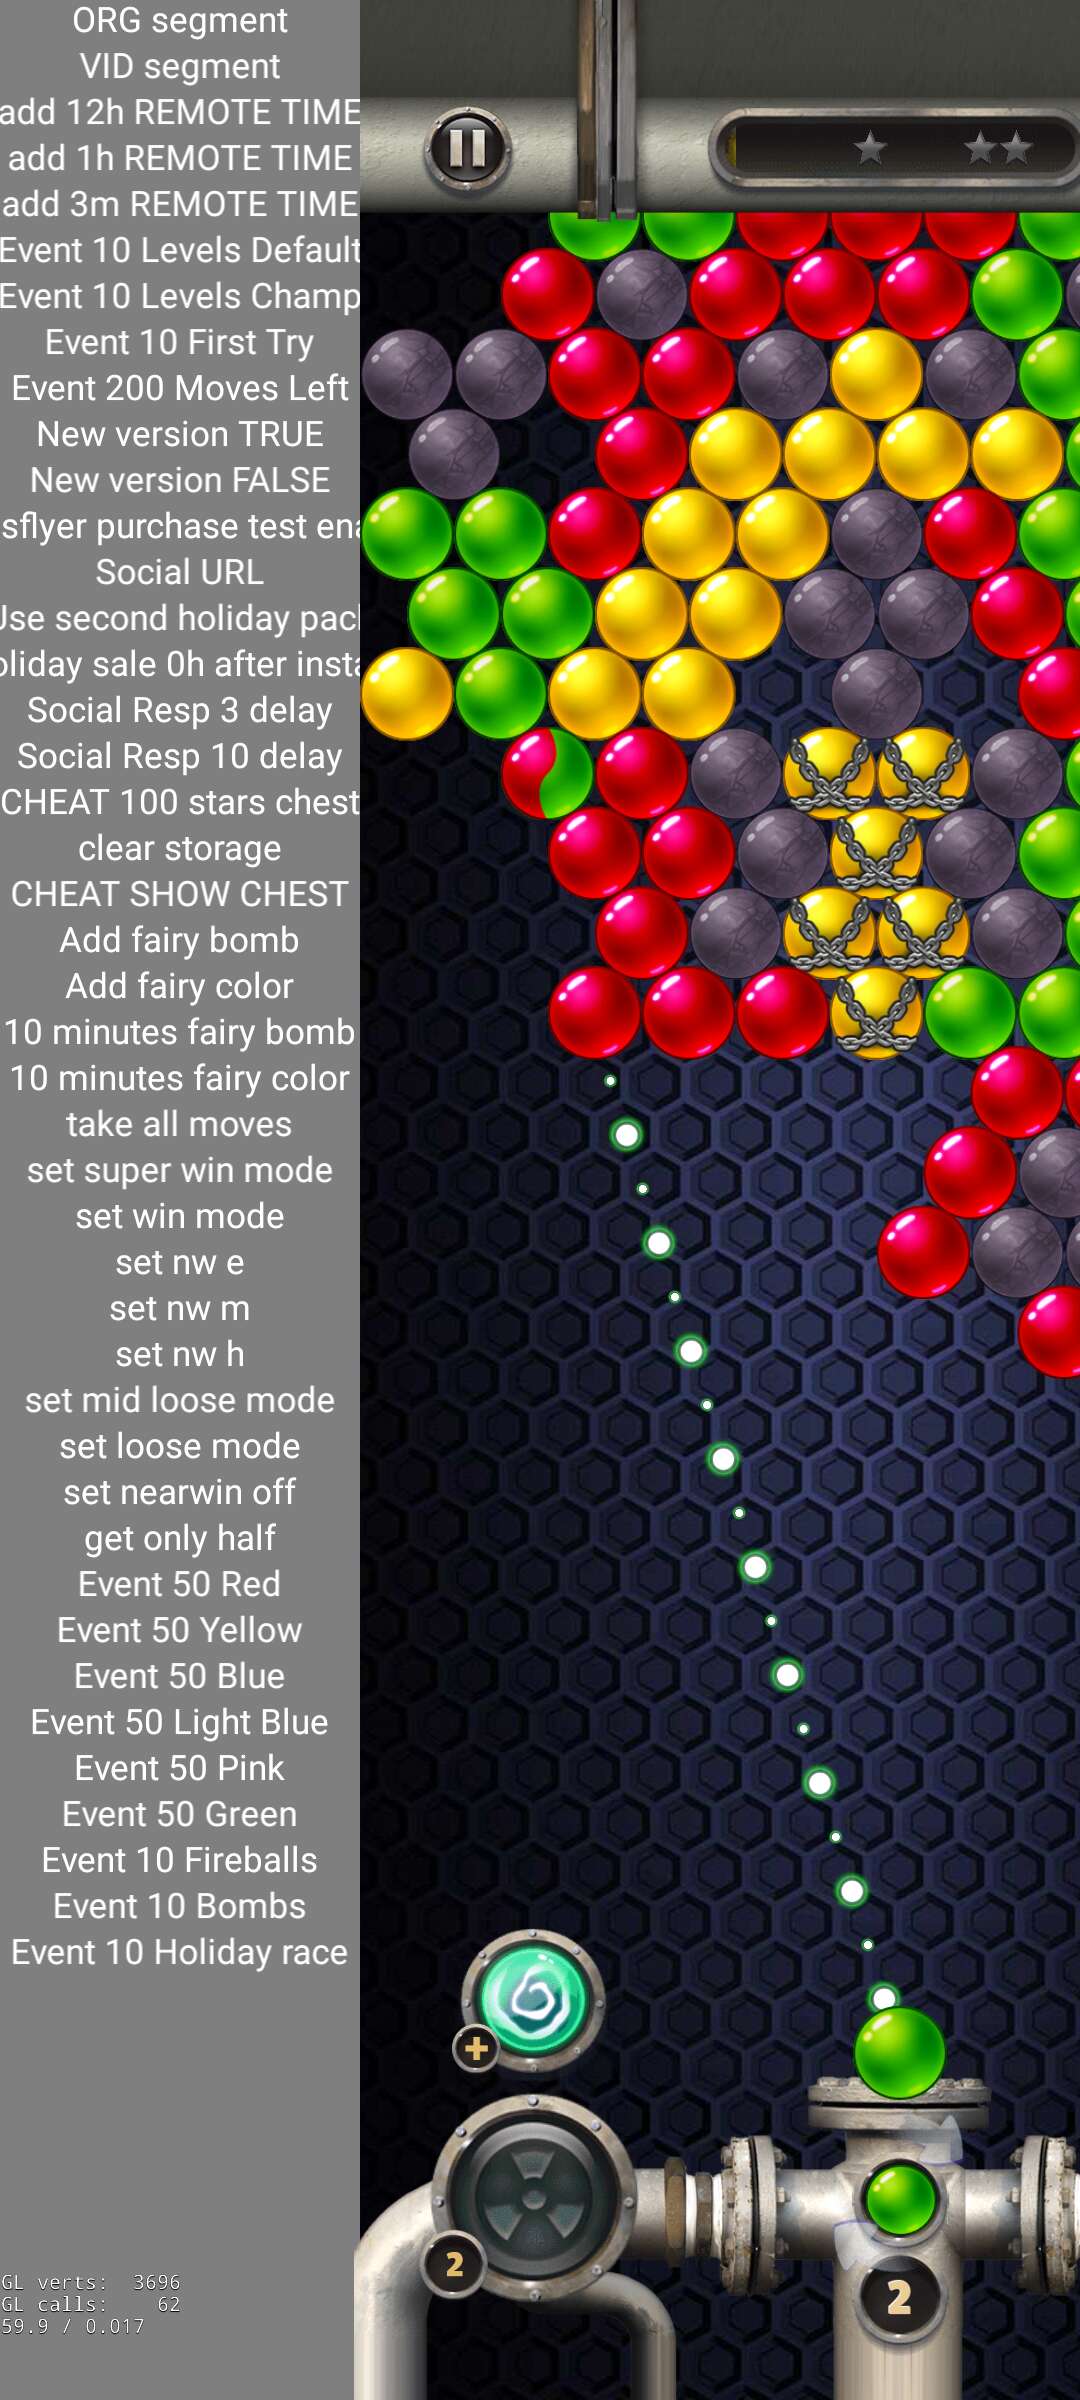 ORG segment
VID segment
add 12h REMOTE TIME
add 1h REMOTE TIME
add 3m REMOTE TIME
Event 10 Levels Default
Event 10 Levels Champ
Event 10 First Try
Event 200 Moves Left
New version TRUE
New version FALSE
sflyer purchase test ena
Social URL
Use second holiday pack
oliday sale 0h after insta
Social Resp 3 delay
Social Resp 10 delay
CHEAT 100 stars chest
clear storage
CHEAT SHOW CHEST
Add fairy bomb
Add fairy color
10 minutes fairy bomb
10 minutes fairy color
take all moves
set super win mode
set win mode
set nw e
set nw m
set nw h
set mid loose mode
set loose mode
set nearwin off
get only half
Event 50 Red
Event 50 Yellow
Event 50 Blue
Event 50 Light Blue
Event 50 Pink
Event 50 Green
Event 10 Fireballs
Event 10 Bombs
Event 10 Holiday race
GL verts: 3696
GL calls: 62
59.9 / 0.017
2
2